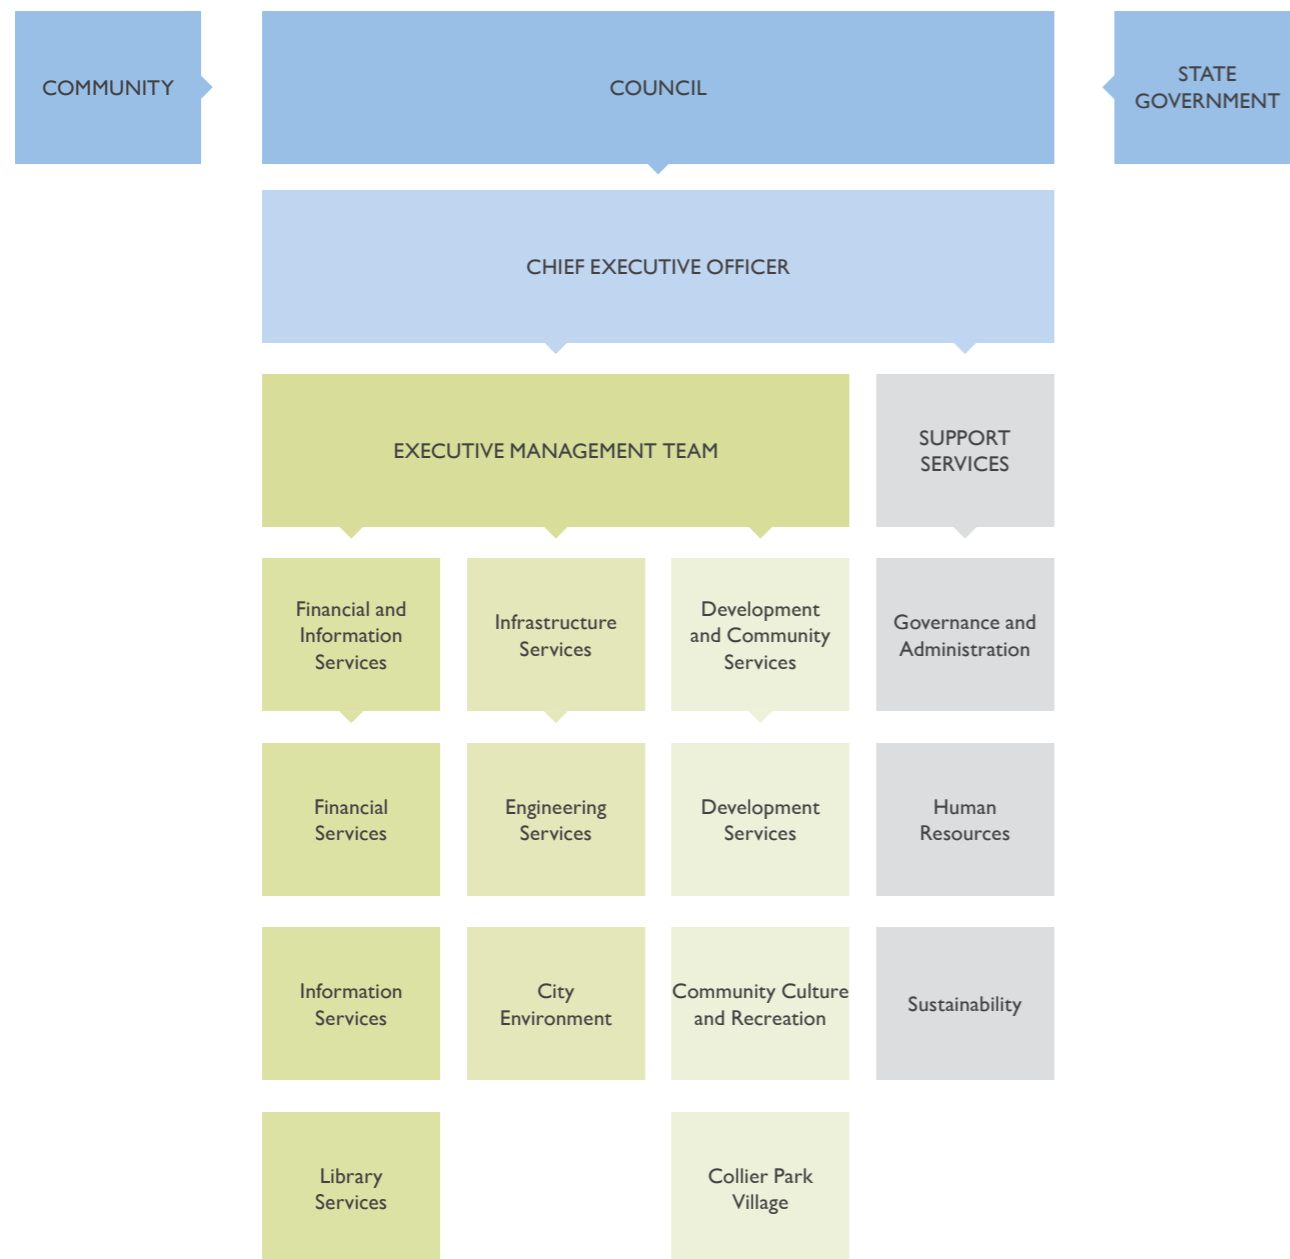 COMMUNITY
COUNCIL
STATE
GOVERNMENT
CHIEF EXECUTIVE OFFICER
EXECUTIVE MANAGEMENT TEAM
SUPPORT
SERVICES
Financial and
Information
Services
Infrastructure
Services
Development
and Community
Services
Governance and
Administration
Financial
Services
Engineering
Services
Development
Services
Human
Resources
Information
Services
City
Environment
Community Culture
and Recreation
Sustainability
Library
Services
Collier Park
Village